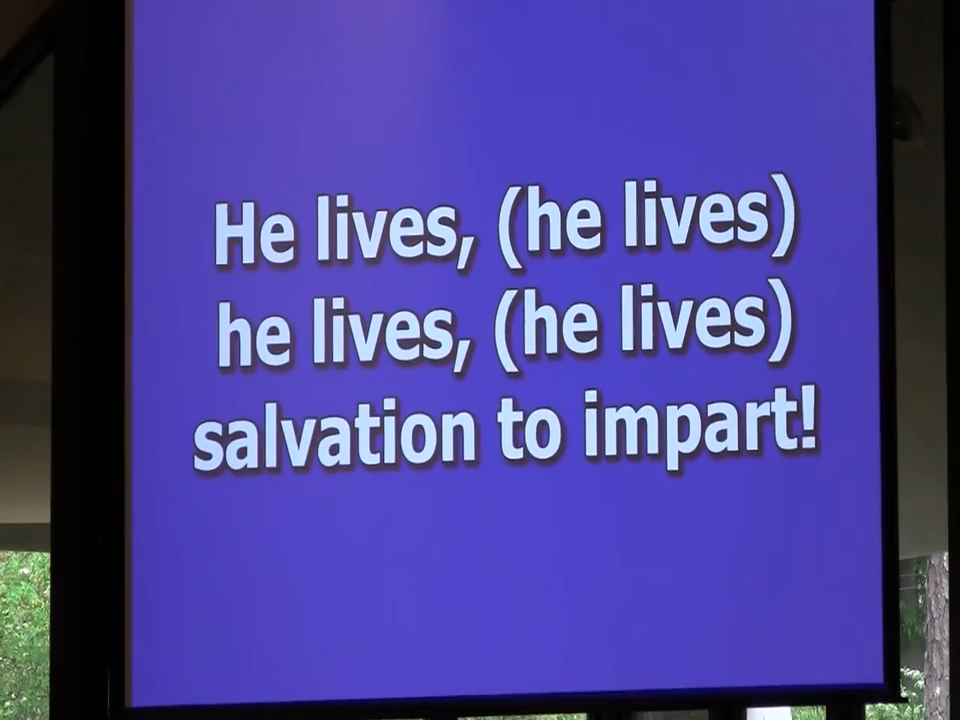 He lives, (he lives)
he lives, (he lives)
salvation to impart!